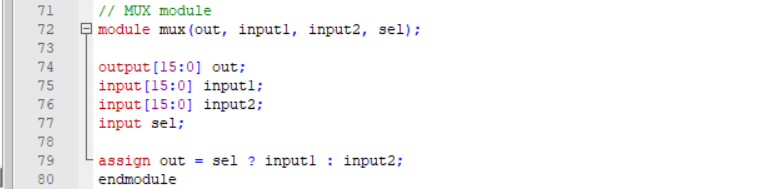 71 // MUX module
72 module mux(out, input1, input2, sel);
73
74 output[15:0] out;
75 input[15:0] input1;
76 input[15:0] input2;
77 input sel;
78
79 assign out = sel ? input1 : input2;
80 endmodule